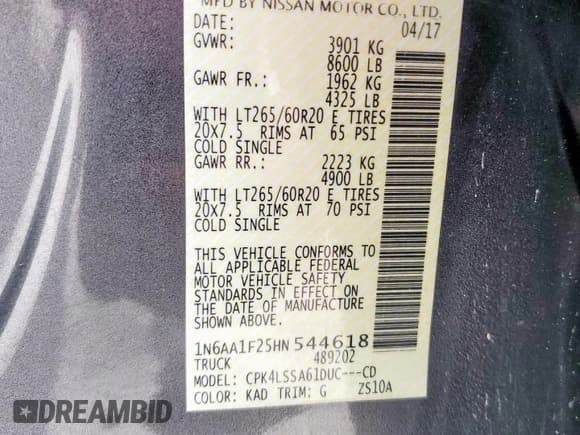 MFD BY NISSAN MOTOR CO., LTD.
DATE: 04/17
GVWR: 3901 KG
8600 LB
GAWR FR.: 1962 KG
4325 LB
WITH LT265/60R20 E TIRES
20X7.5 RIMS AT 65 PSI
COLD SINGLE
GAWR RR.: 2223 KG
4900 LB
WITH LT265/60R20 E TIRES
20X7.5 RIMS AT 70 PSI
COLD SINGLE
THIS VEHICLE CONFORMS TO
ALL APPLICABLE FEDERAL
MOTOR VEHICLE SAFETY
STANDARDS IN EFFECT ON
THE DATE OF MANUFACTURE
SHOWN ABOVE.
1N6AA1F25HN 544618
TRUCK 489202
MODEL: CPK4LSSA61DUC---CD
COLOR: KAD TRIM: G ZS10A
DREAMBID